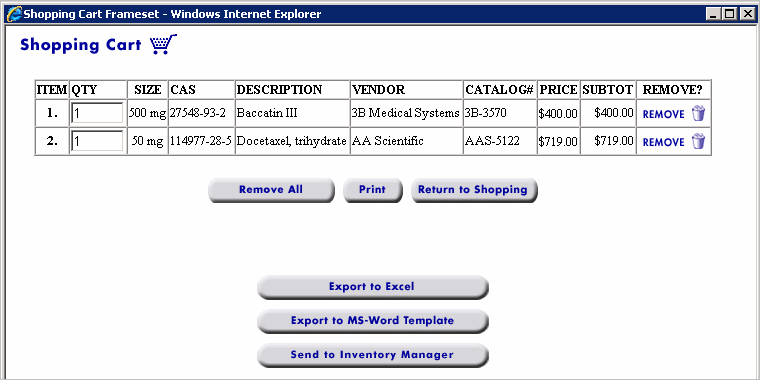 Shopping Cart Frameset - Windows Internet Explorer
Shopping Cart
ITEM QTY SIZE CAS DESCRIPTION VENDOR CATALOG# PRICE SUBTOT REMOVE?
1. 1 500 mg 27548-93-2 Baccatin III 3B Medical Systems 3B-3570 $400.00 $400.00 REMOVE
2. 1 50 mg 114977-28-5 Docetaxel, trihydrate AA Scientific AAS-5122 $719.00 $719.00 REMOVE
Remove All Print Return to Shopping
Export to Excel
Export to MS-Word Template
Send to Inventory Manager